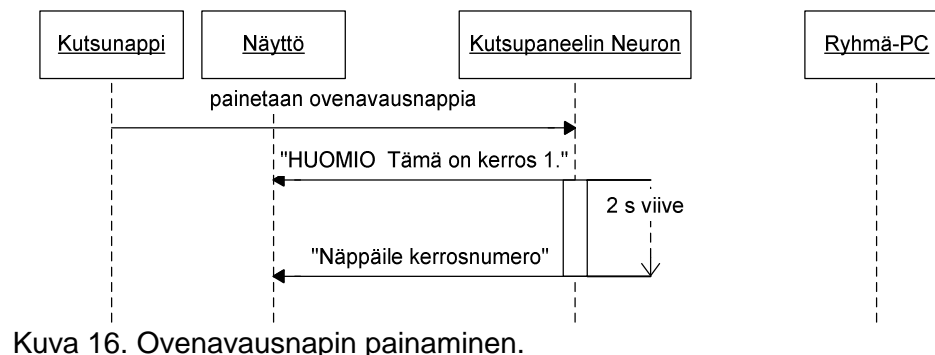 Kutsunappi Näyttö Kutsupaneelin Neuron Ryhmä-PC
painetaan ovenavausnappia
"HUOMIO  Tämä on kerros 1."
2 s viive
"Näppäile kerrosnumero"
Kuva 16. Ovenavausnapin painaminen.